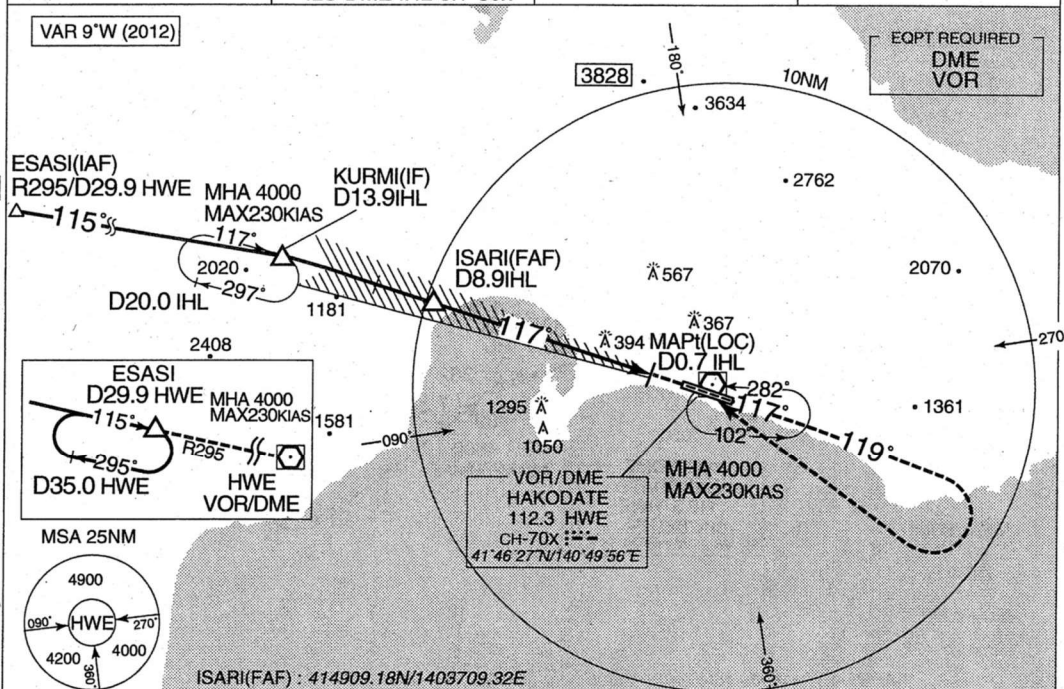 VAR 9°W (2012)
EQPT REQUIRED
DME
VOR
180°
10NM
3828
3634
2762
ESASI(IAF)
R295/D29.9 HWE
115°
MHA 4000
MAX230KIAS
KURMI(IF)
D13.9IHL
117°
2020
297°
D20.0 IHL
1181
ISARI(FAF)
D8.9IHL
567
2070
117°
394
367
MAPt(LOC)
D0.7 IHL
270°
2408
282°
117°
119°
102°
1361
ESASI
D29.9 HWE
MHA 4000
MAX230KIAS
115°
R295
295°
D35.0 HWE
HWE
VOR/DME
1581
090°
1295
1050
MHA 4000
MAX230KIAS
VOR/DME
HAKODATE
112.3 HWE
CH-70X
41°46'27"N/140°49'56"E
MSA 25NM
4900
090°
HWE
270°
4200
4000
360°
360°
ISARI(FAF) : 414909.18N/1403709.32E